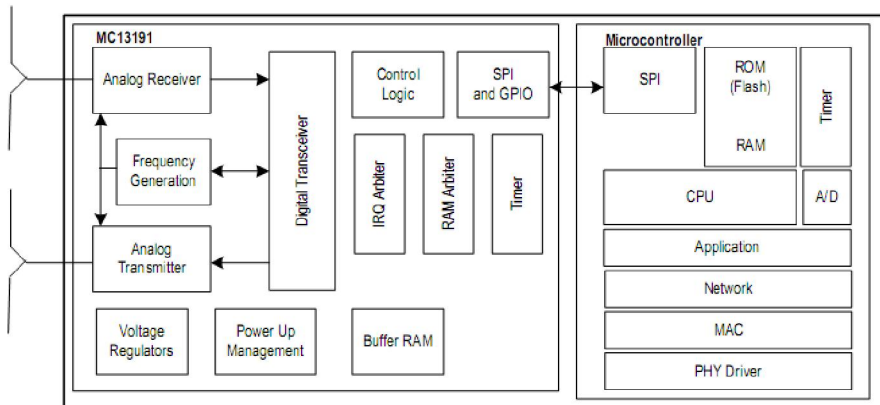 MC13191
Analog Receiver
Frequency
Generation
Analog
Transmitter
Digital Transceiver
Control
Logic
SPI
and GPIO
IRQ Arbiter
RAM Arbiter
Timer
Voltage
Regulators
Power Up
Management
Buffer RAM
Microcontroller
SPI
ROM
(Flash)
RAM
Timer
CPU
A/D
Application
Network
MAC
PHY Driver